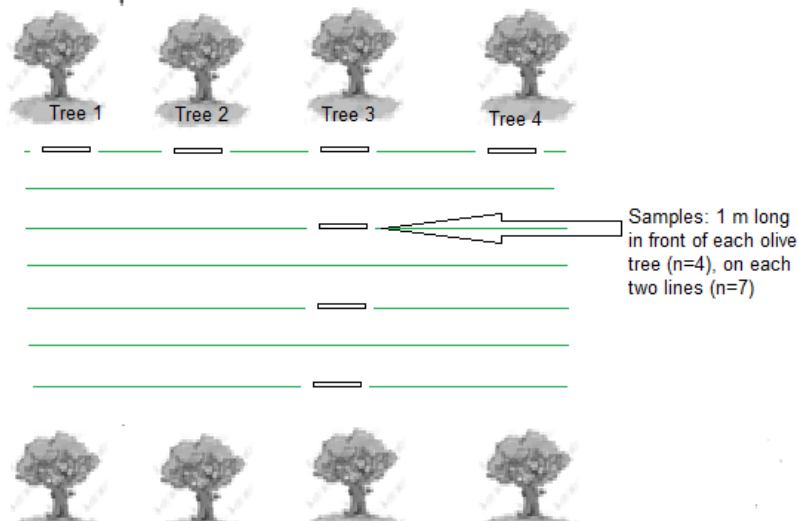 Tree 1
Tree 2
Tree 3
Tree 4
Samples: 1 m long
in front of each olive
tree (n=4), on each
two lines (n=7)